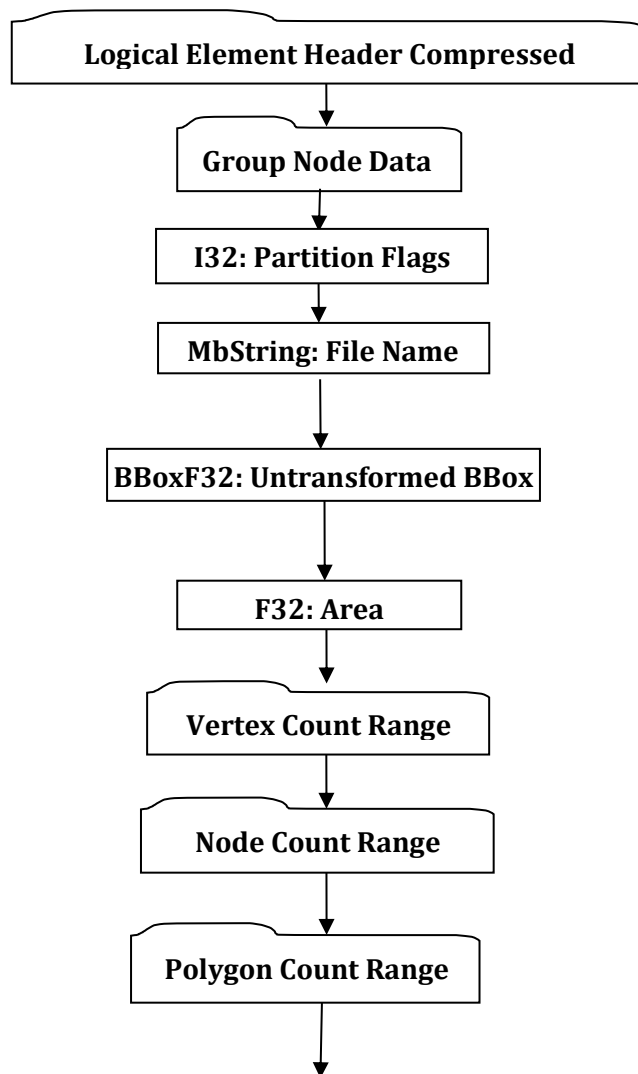 Logical Element Header Compressed
Group Node Data
I32: Partition Flags
MbString: File Name
BBoxF32: Untransformed BBox
F32: Area
Vertex Count Range
Node Count Range
Polygon Count Range